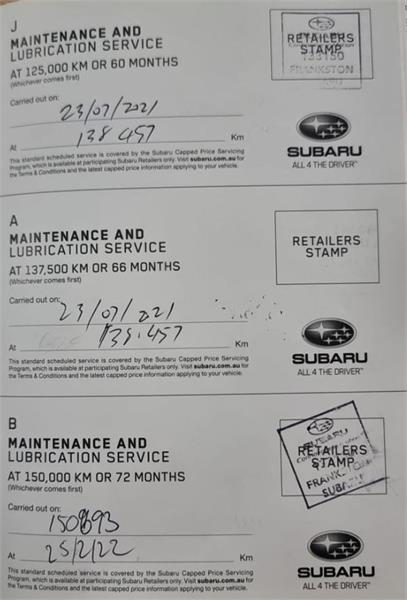 J
MAINTENANCE AND
LUBRICATION SERVICE
AT 125,000 KM OR 60 MONTHS
(Whichever comes first)
RETAILERS
STAMP
133150
FRANKSTON
Carried out on:
23/07/2021
At 138457 Km
This standard scheduled service is covered by the Subaru Capped Price Servicing
Program, which is available at participating Subaru Retailers only. Visit subaru.com.au for
the Terms & Conditions and the latest capped price information applying to your vehicle.
SUBARU
ALL 4 THE DRIVER™
A
MAINTENANCE AND
LUBRICATION SERVICE
AT 137,500 KM OR 66 MONTHS
(Whichever comes first)
RETAILERS
STAMP
Carried out on:
23/07/2021
At 138.457 Km
This standard scheduled service is covered by the Subaru Capped Price Servicing
Program, which is available at participating Subaru Retailers only. Visit subaru.com.au for
the Terms & Conditions and the latest capped price information applying to your vehicle.
SUBARU
ALL 4 THE DRIVER™
B
MAINTENANCE AND
LUBRICATION SERVICE
AT 150,000 KM OR 72 MONTHS
(Whichever comes first)
SUBARU
RETAILERS
STAMP
FRANKSTON
SUBARU
Carried out on:
150893
At 25/2/22 Km
This standard scheduled service is covered by the Subaru Capped Price Servicing
Program, which is available at participating Subaru Retailers only. Visit subaru.com.au for
the Terms & Conditions and the latest capped price information applying to your vehicle.
SUBARU
ALL 4 THE DRIVER™